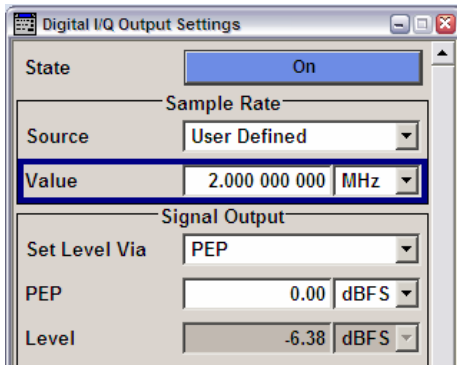 Digital I/Q Output Settings
State On
Sample Rate
Source User Defined
Value 2.000 000 000 MHz
Signal Output
Set Level Via PEP
PEP 0.00 dBFS
Level -6.38 dBFS